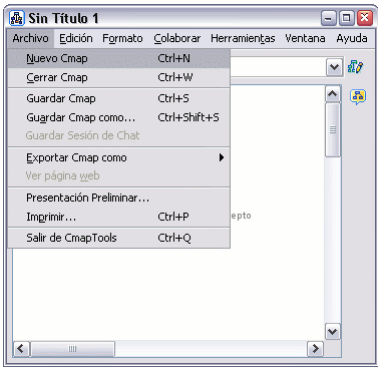 Sin Título 1
Archivo Edición Formato Colaborar Herramientas Ventana Ayuda
Nuevo Cmap Ctrl+N
Cerrar Cmap Ctrl+W
Guardar Cmap Ctrl+S
Guardar Cmap como... Ctrl+Shift+S
Guardar Sesión de Chat
Exportar Cmap como
Ver página web
Presentación Preliminar...
Imprimir... Ctrl+P
epto
Salir de CmapTools Ctrl+Q